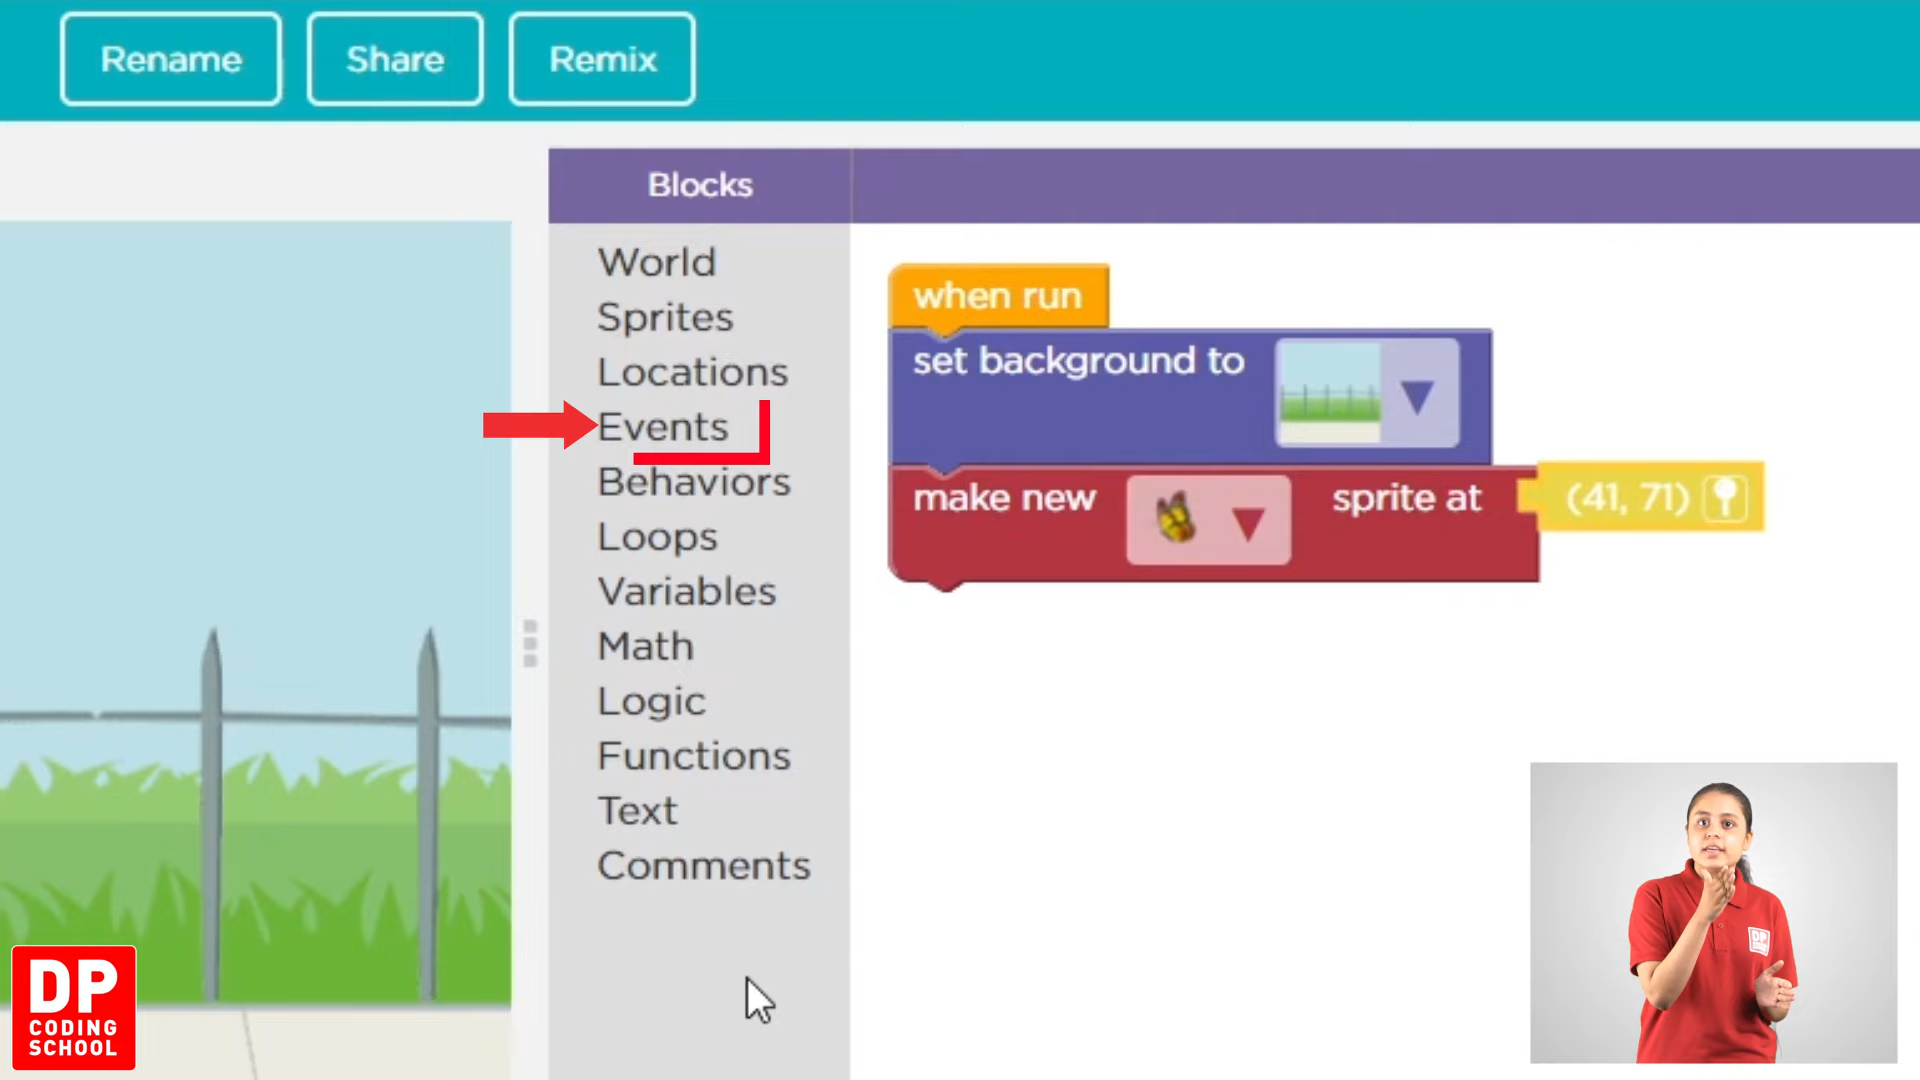 Rename Share Remix
Blocks
World
Sprites
Locations
Events
Behaviors
Loops
Variables
Math
Logic
Functions
Text
Comments
when run
set background to
make new sprite at (41, 71)
DP
CODING
SCHOOL
DP